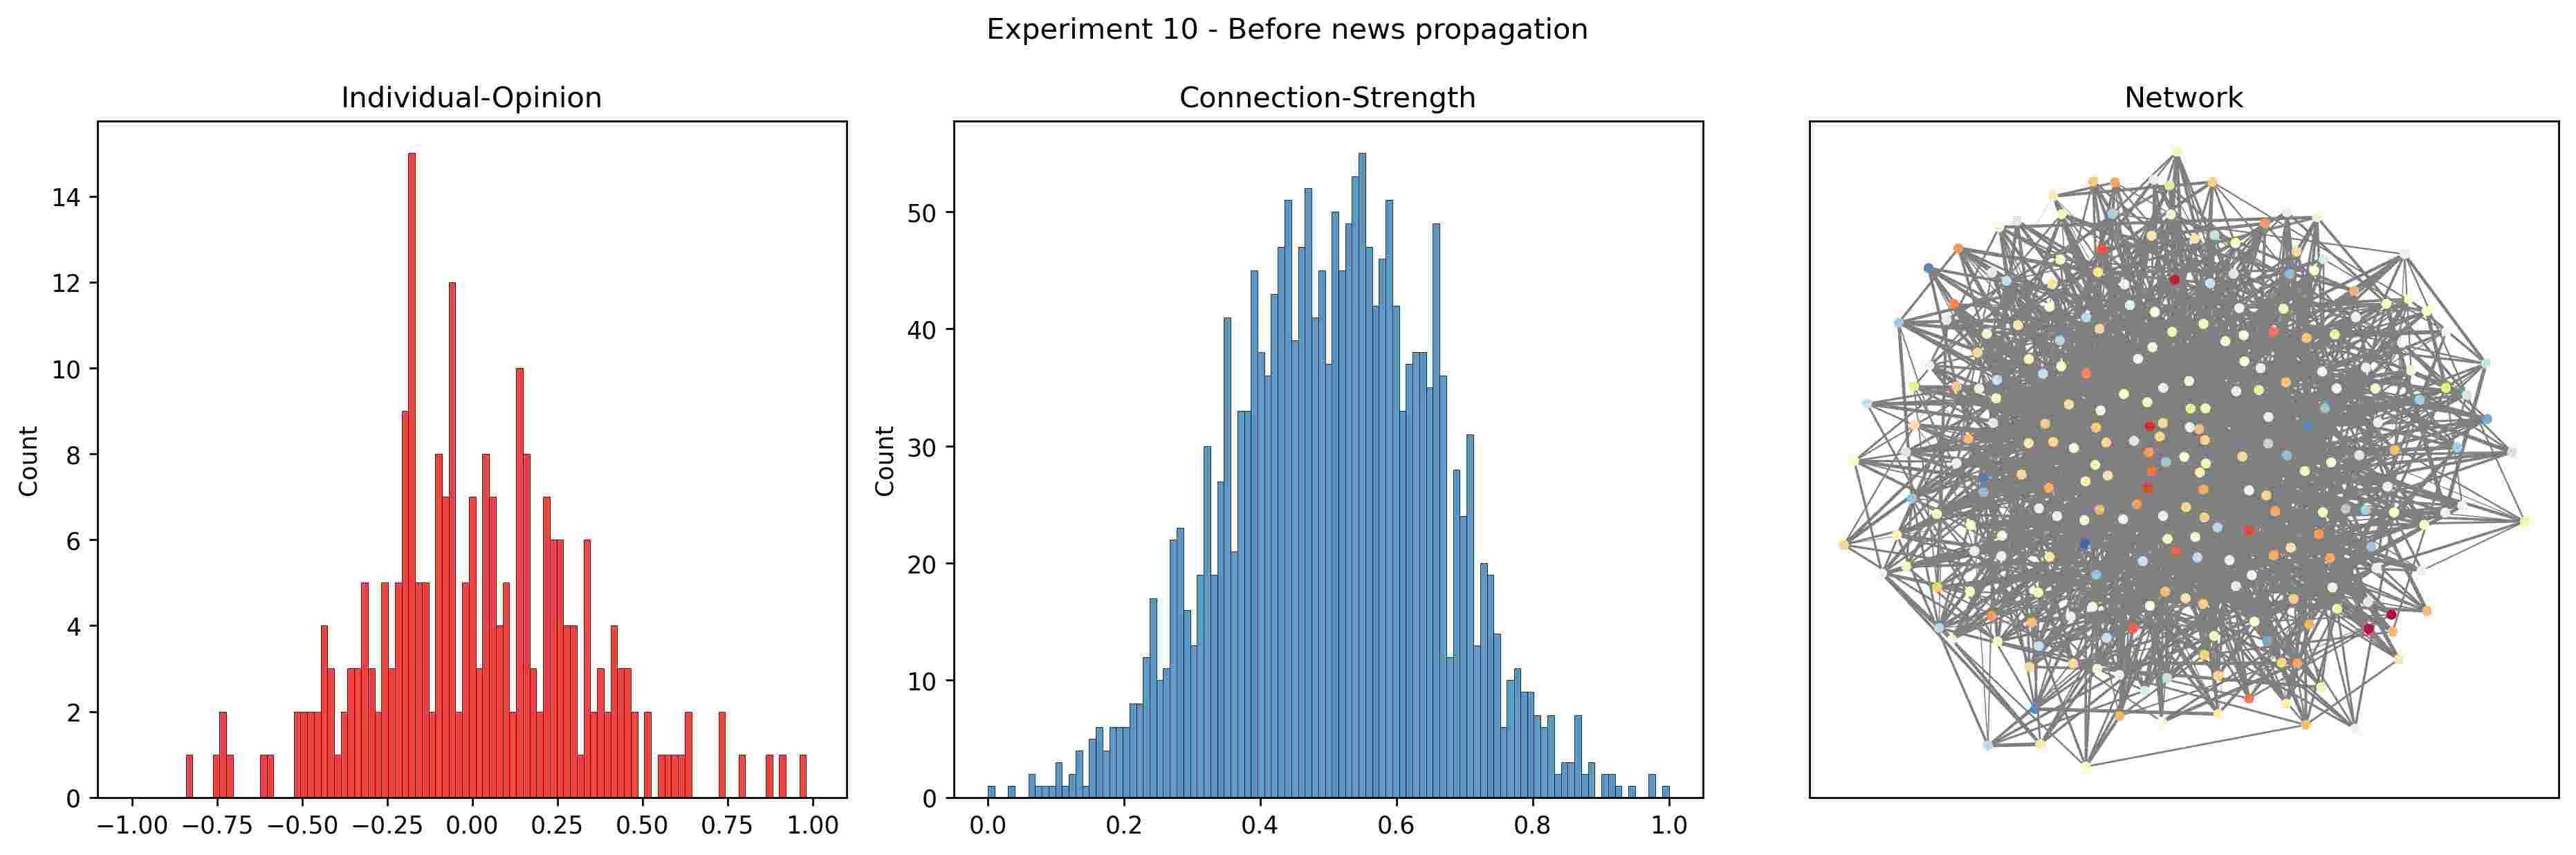 Experiment 10 - Before news propagation
Individual-Opinion
Count
14
12
10
8
6
4
2
0
−1.00 −0.75 −0.50 −0.25 0.00 0.25 0.50 0.75 1.00
Connection-Strength
Count
50
40
30
20
10
0
0.0 0.2 0.4 0.6 0.8 1.0
Network